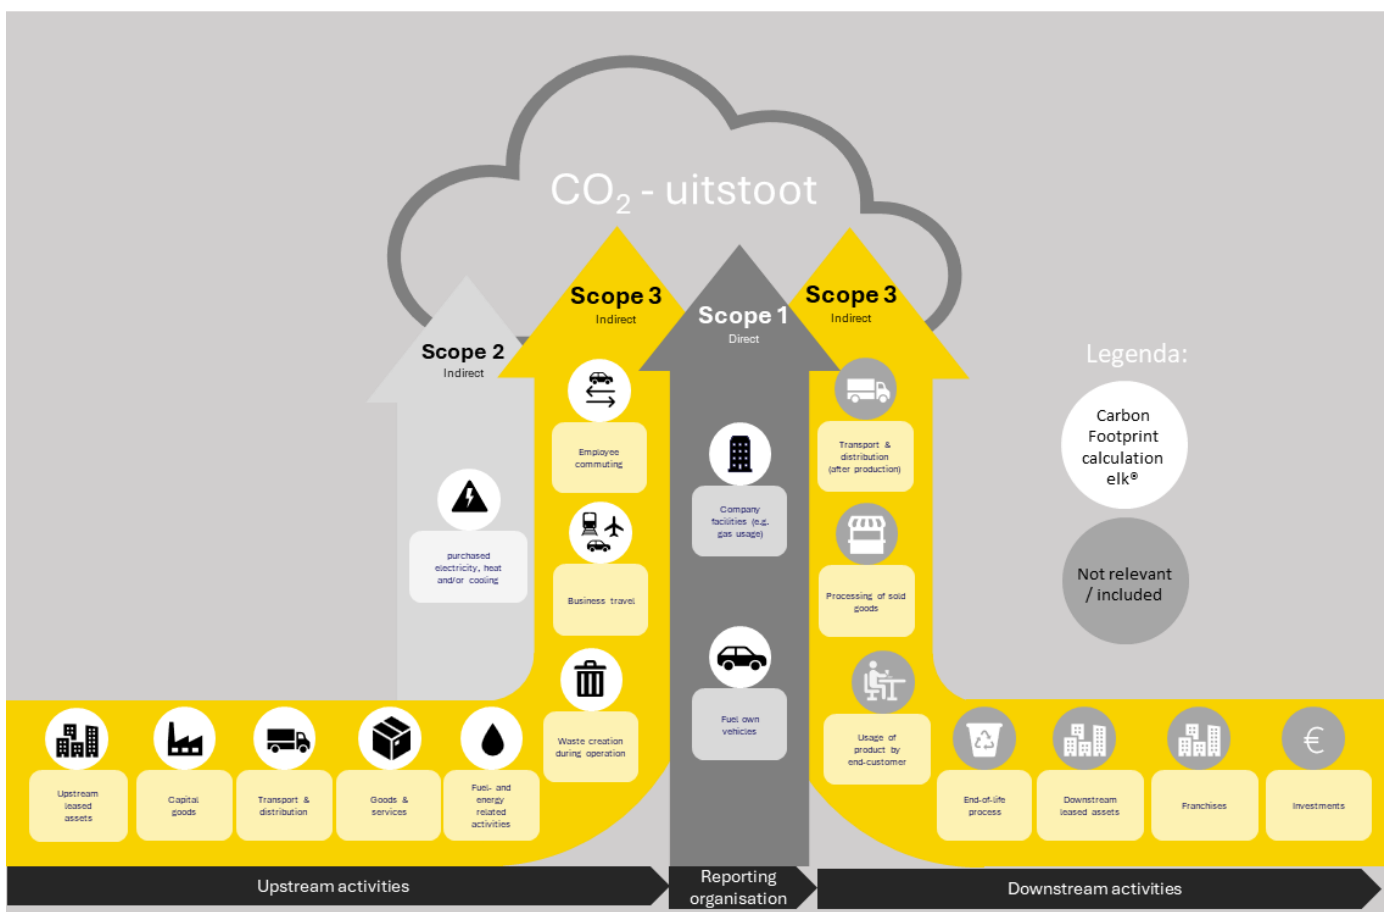 CO2 - uitstoot
Scope 3
Indirect
Scope 3
Indirect
Scope 1
Direct
Scope 2
Indirect
Legenda:
Carbon
Footprint
calculation
elk®
Not relevant
/ included
Employee
commuting
Transport &
distribution
(after production)
Company
facilities (e.g.
gas usage)
purchased
electricity, heat
and/or cooling
Business travel
Processing of sold
goods
Waste creation
during operation
Fuel own
vehicles
Usage of
product by
end-customer
Upstream
leased
assets
Capital
goods
Transport &
distribution
Goods &
services
Fuel- and
energy
related
activities
End-of-life
process
Downstream
leased assets
Franchises
€
Investments
Upstream activities
Reporting
organisation
Downstream activities